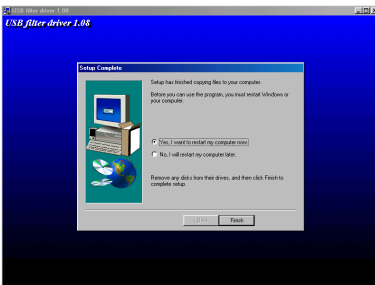 USB filter driver 1.08
USB filter driver 1.08
Setup Complete
Setup has finished copying files to your computer.
Before you can use the program, you must restart Windows or
your computer.
Yes, I want to restart my computer now.
No, I will restart my computer later.
Remove any disks from their drives, and then click Finish to
complete setup.
Finish